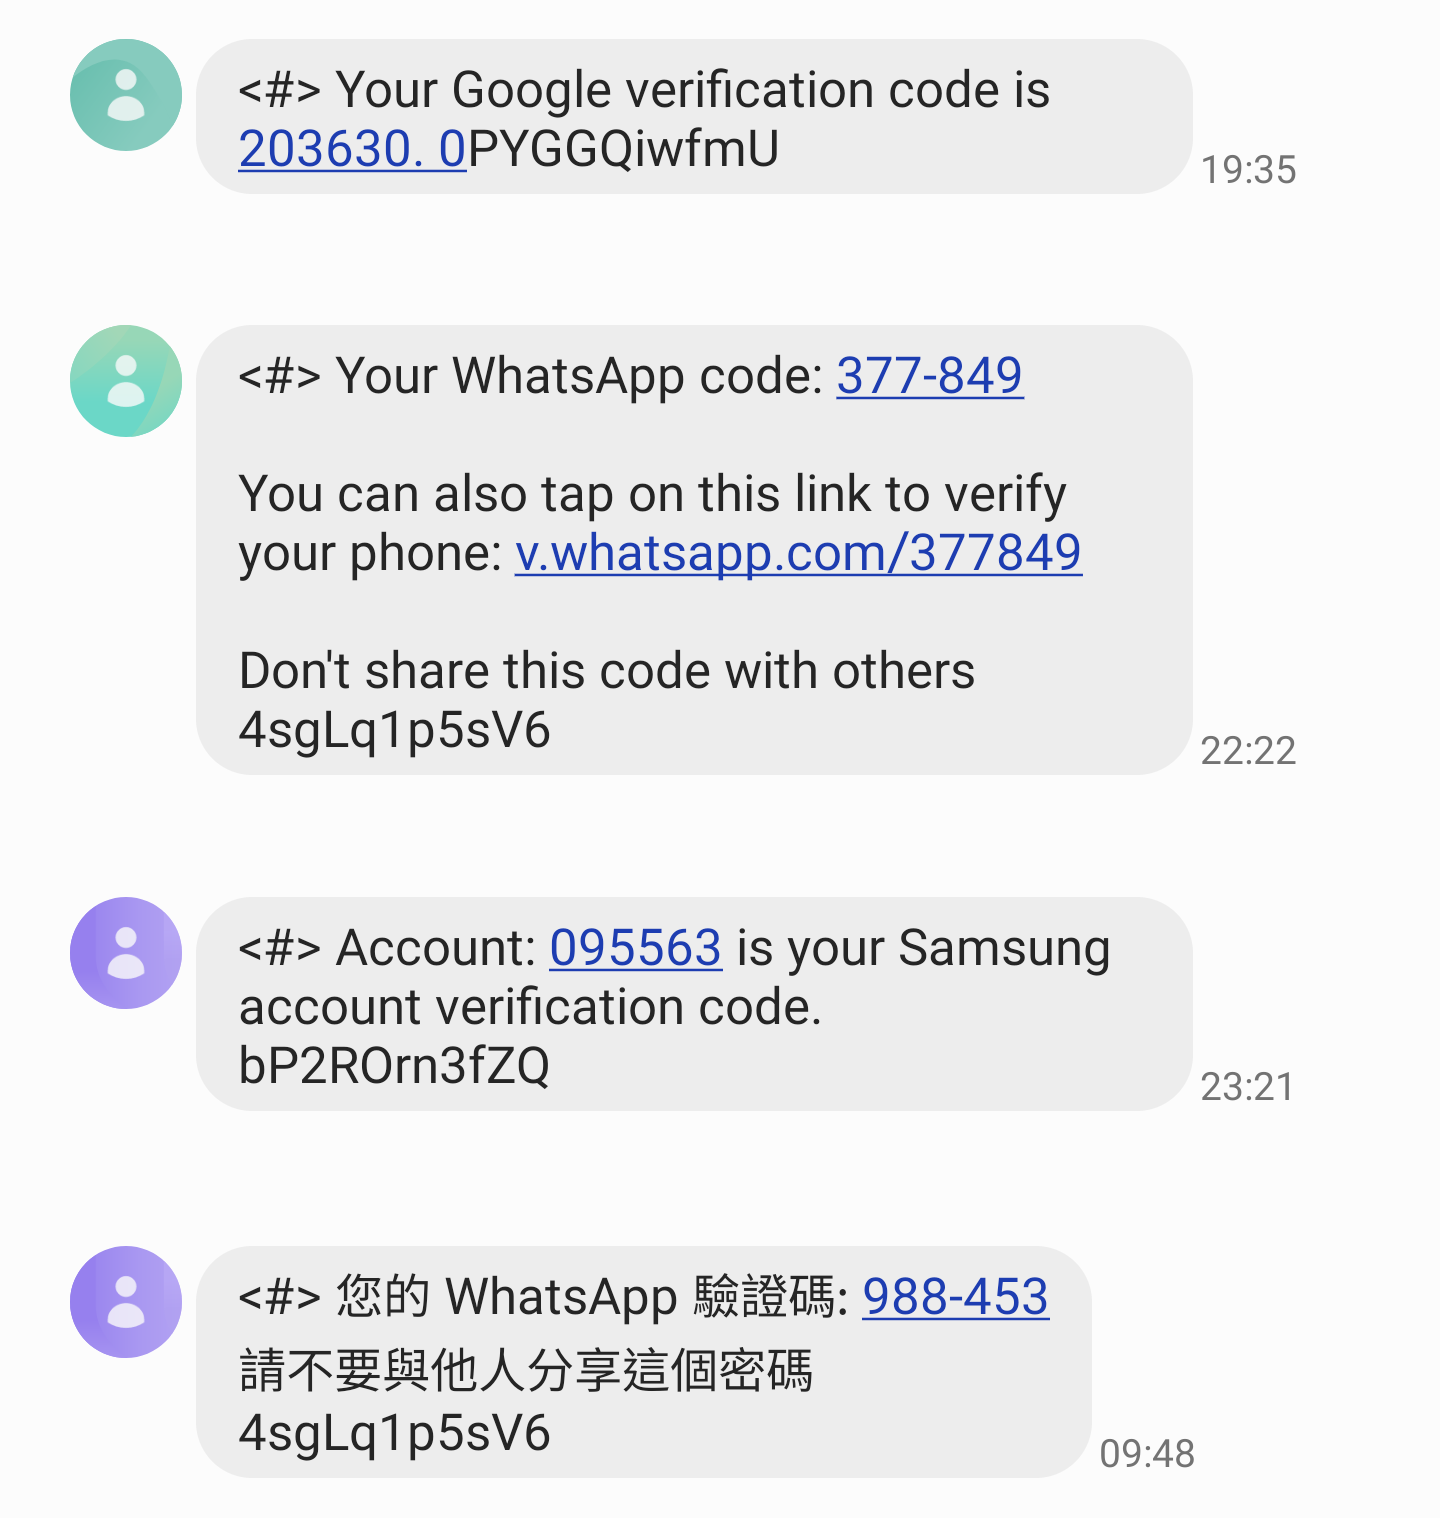 <#> Your Google verification code is
203630. 0PYGGQiwfmU
19:35
<#> Your WhatsApp code: 377-849
You can also tap on this link to verify
your phone: v.whatsapp.com/377849
Don't share this code with others
4sgLq1p5sV6
22:22
<#> Account: 095563 is your Samsung
account verification code.
bP2ROrn3fZQ
23:21
<#> 您的 WhatsApp 驗證碼: 988-453
請不要與他人分享這個密碼
4sgLq1p5sV6
09:48